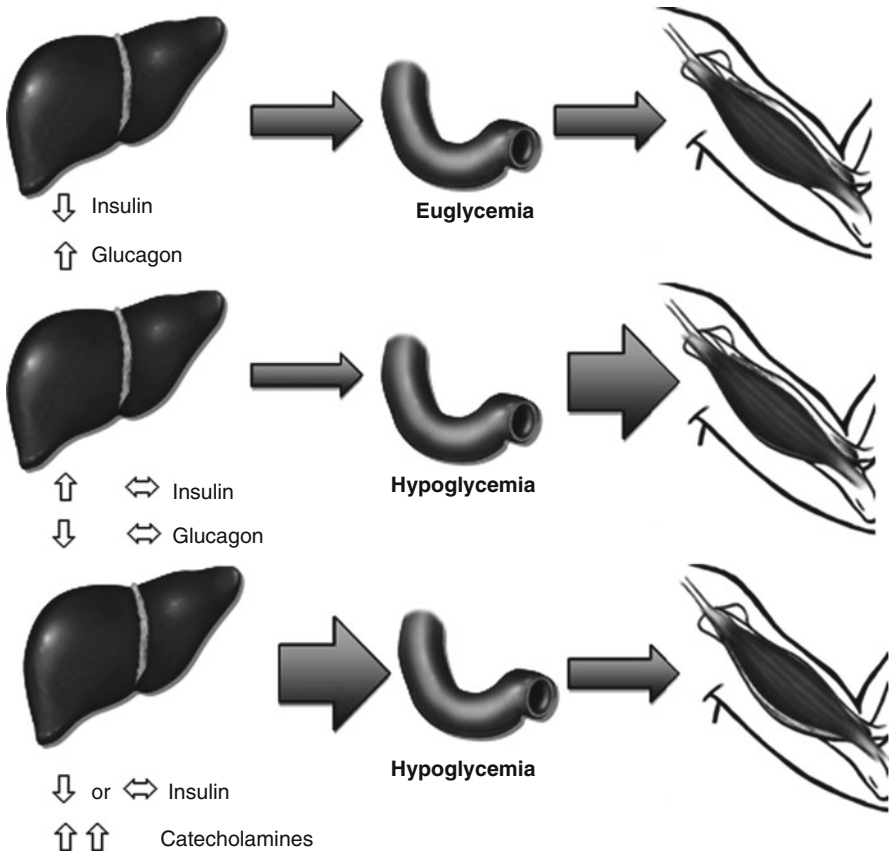 ⇩ Insulin
Euglycemia
⇧ Glucagon
⇧ ⇔ Insulin
Hypoglycemia
⇩ ⇔ Glucagon
Hypoglycemia
⇩ or ⇔ Insulin
⇧ ⇧ Catecholamines